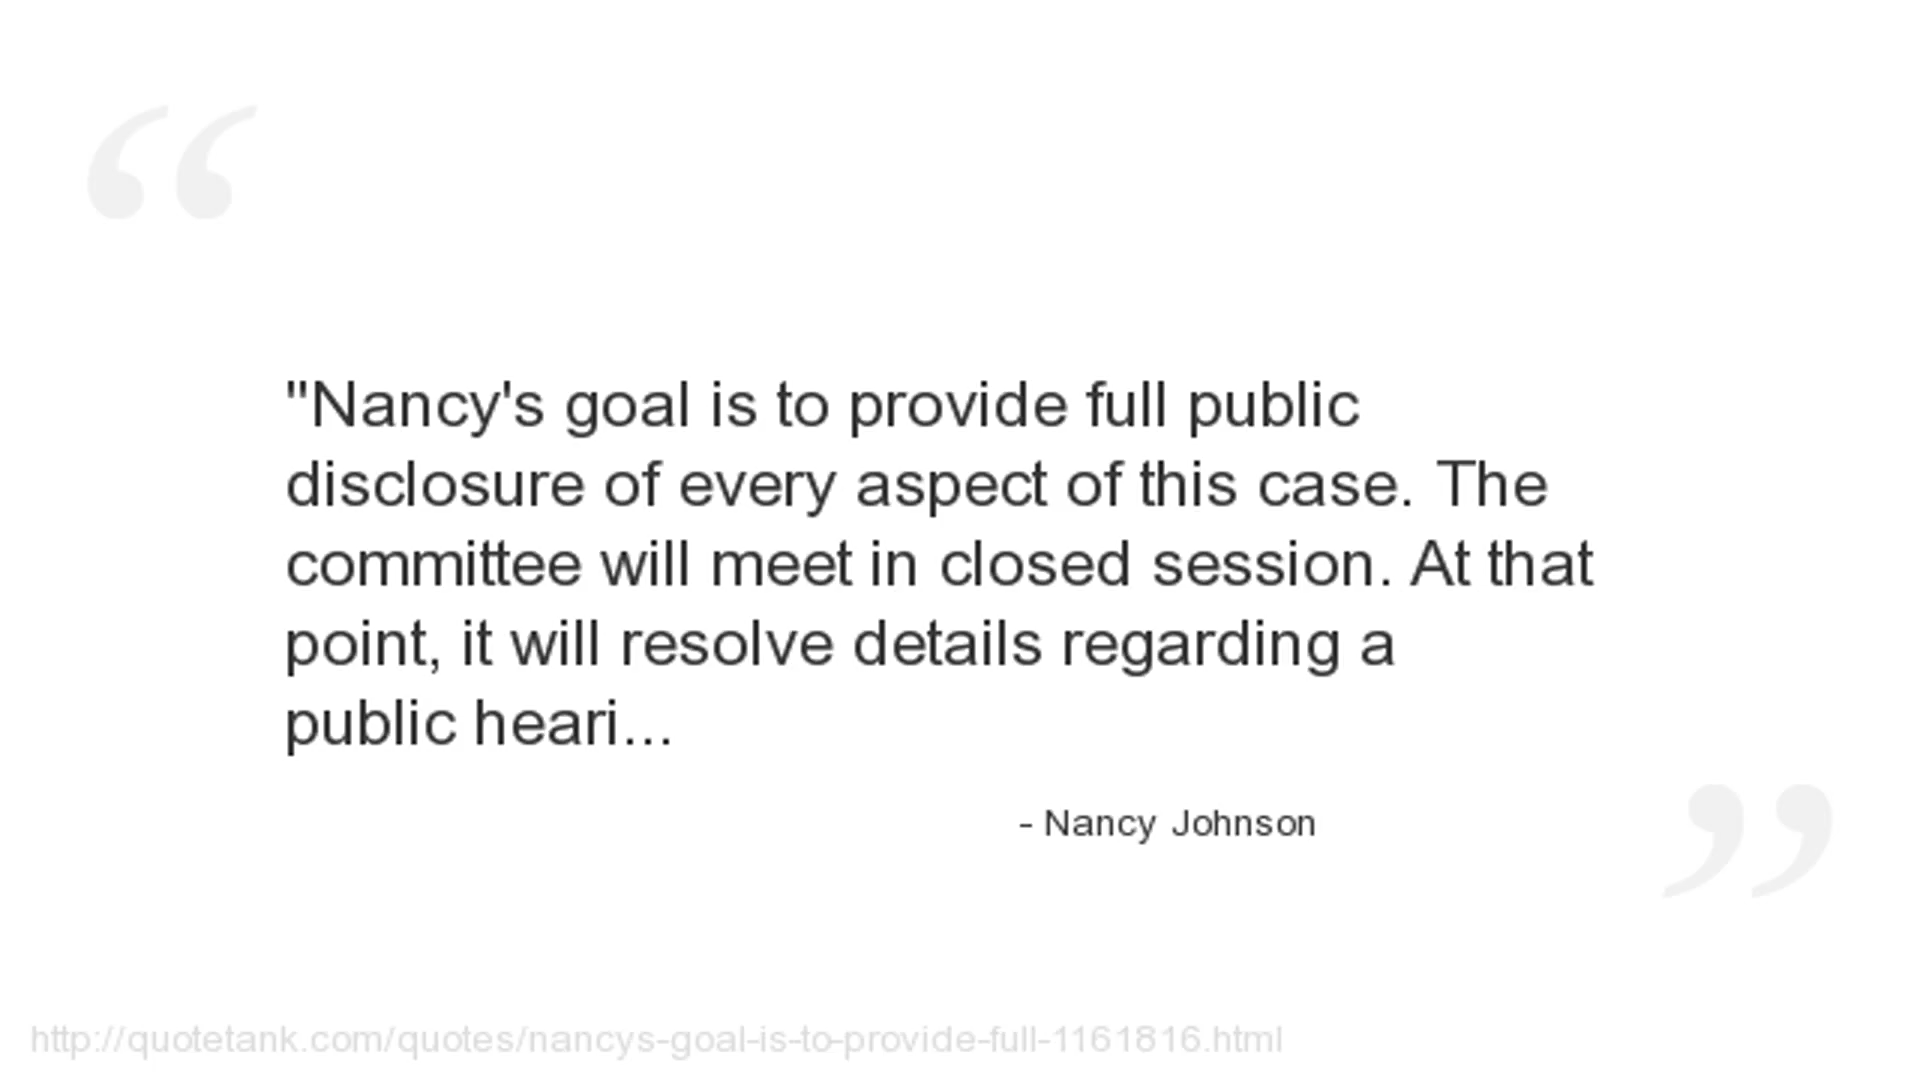 "Nancy's goal is to provide full public
disclosure of every aspect of this case. The
committee will meet in closed session. At that
point, it will resolve details regarding a
public heari...
- Nancy Johnson
http://quotetank.com/quotes/nancys-goal-is-to-provide-full-1161816.html